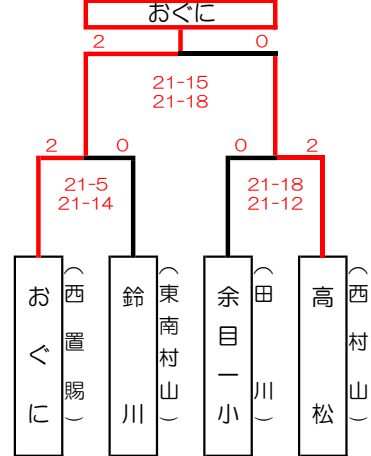 おぐに
2 0
21-15
21-18
2 0 0 2
21-5 21-18
21-14 21-12
おぐに
（西置賜）
鈴川
（東南村山）
余目一小
（田川）
高松
（西村山）